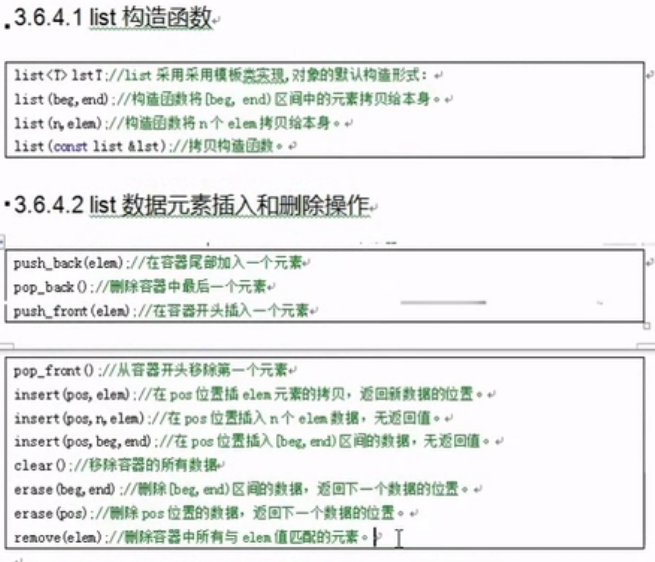 3.6.4.1 list 构造函数
list<T> lstT;//list 采用采用模板类实现,对象的默认构造形式：
list(beg,end);//构造函数将[beg, end)区间中的元素拷贝给本身。
list(n,elem);//构造函数将 n 个 elem 拷贝给本身。
list(const list &lst);//拷贝构造函数。
3.6.4.2 list 数据元素插入和删除操作
push_back(elem);//在容器尾部加入一个元素
pop_back();//删除容器中最后一个元素
push_front(elem);//在容器开头插入一个元素
pop_front();//从容器开头移除第一个元素
insert(pos,elem);//在 pos 位置插 elem 元素的拷贝，返回新数据的位置。
insert(pos,n,elem);//在 pos 位置插入 n 个 elem 数据，无返回值。
insert(pos,beg,end);//在 pos 位置插入[beg,end)区间的数据，无返回值。
clear();//移除容器的所有数据
erase(beg,end);//删除[beg,end)区间的数据，返回下一个数据的位置。
erase(pos);//删除 pos 位置的数据，返回下一个数据的位置。
remove(elem);//删除容器中所有与 elem 值匹配的元素。